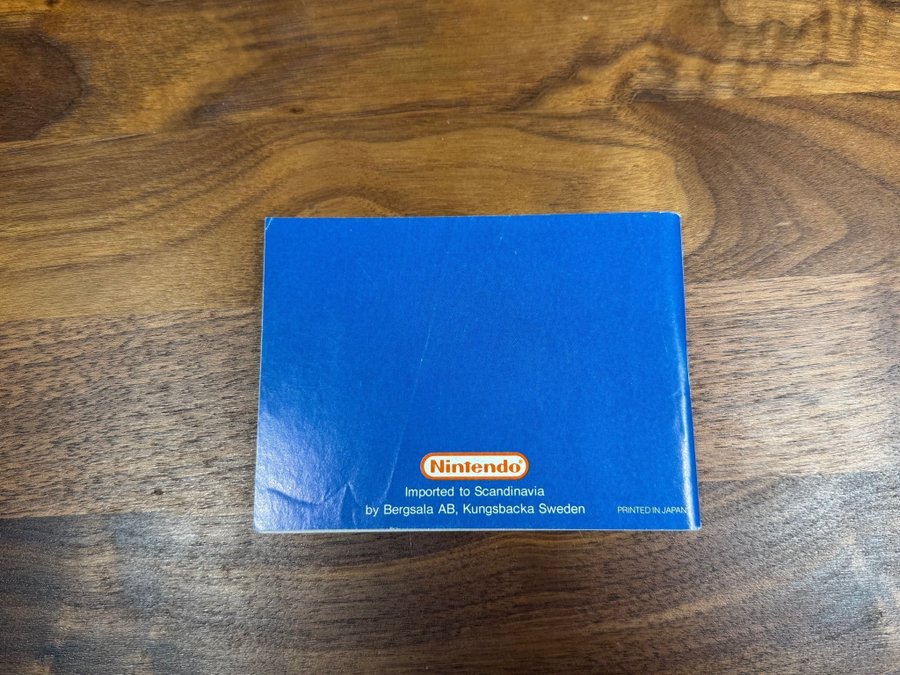 Nintendo®
Imported to Scandinavia
by Bergsala AB, Kungsbacka Sweden
PRINTED IN JAPAN